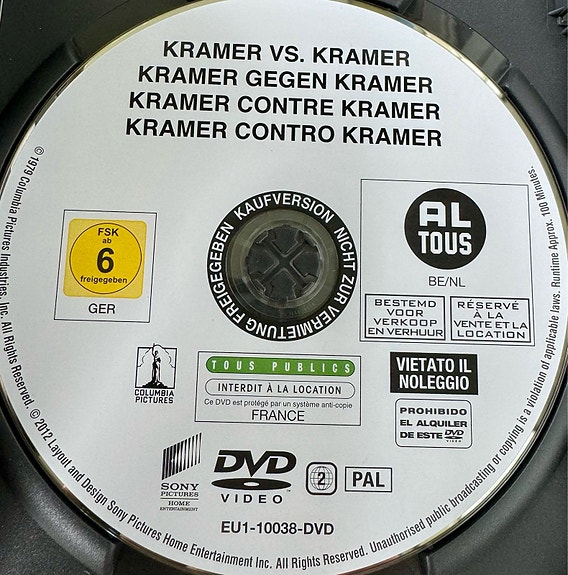 KRAMER VS. KRAMER
KRAMER GEGEN KRAMER
KRAMER CONTRE KRAMER
KRAMER CONTRO KRAMER
KAUFVERSION NICHT ZUR VERMIETUNG FREIGEGEBEN
FSK
ab
6
freigegeben
GER
AL
TOUS
BE/NL
BESTEMD
VOOR
VERKOOP
EN VERHUUR
RÉSERVÉ
À LA
VENTE ET LA
LOCATION
COLUMBIA
PICTURES
TOUS PUBLICS
INTERDIT À LA LOCATION
Ce DVD est protégé par un système anti-copie
FRANCE
VIETATO IL
NOLEGGIO
PROHIBIDO
EL ALQUILER
DE ESTE DVD
SONY
PICTURES
HOME
ENTERTAINMENT
DVD
VIDEO
2
PAL
EU1-10038-DVD
© 1979 Columbia Pictures Industries, Inc. All Rights Reserved. © 2012 Layout and Design Sony Pictures Home Entertainment Inc. All Rights Reserved. Unauthorised public broadcasting or copying is a violation of applicable laws. Runtime Approx. 100 Minutes.